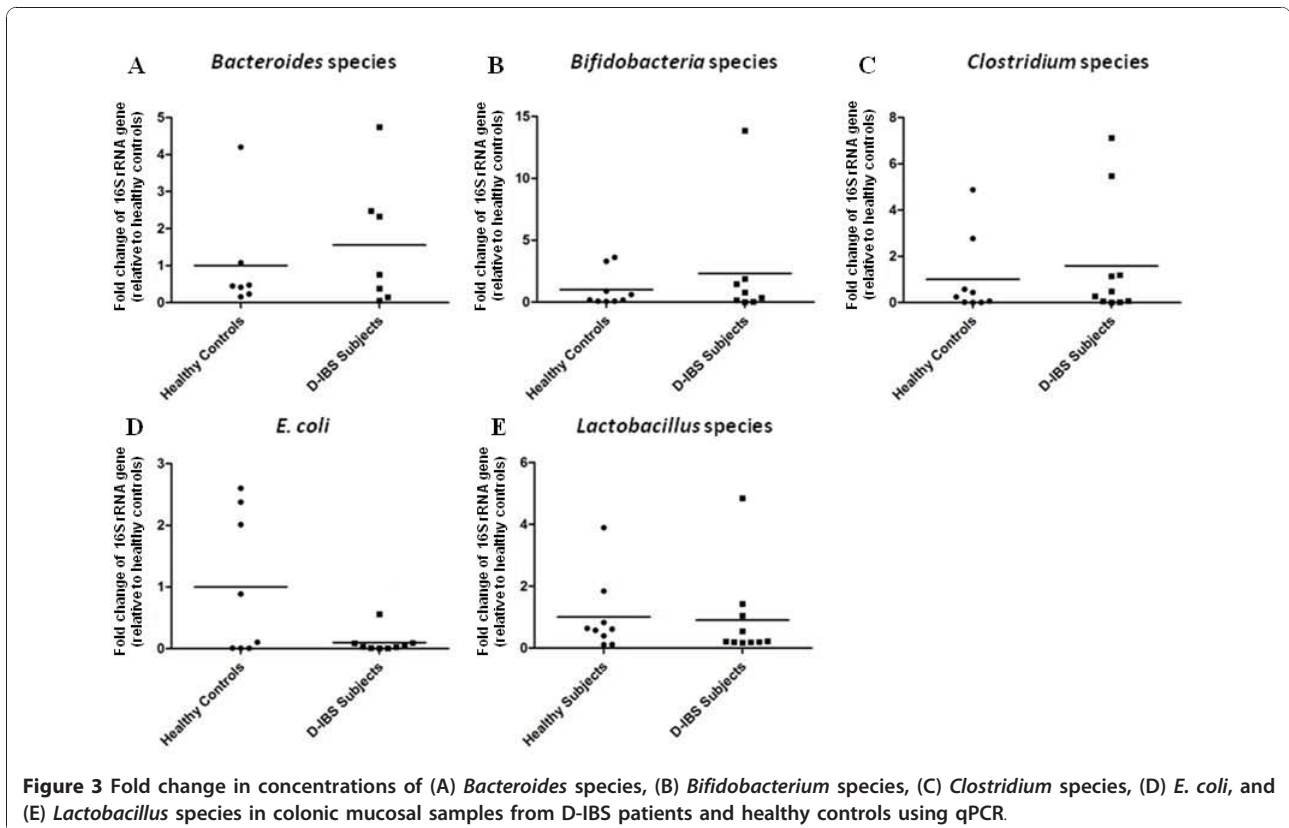 A Bacteroides species
Fold change of 16S rRNA gene
(relative to healthy controls)
5
4
3
2
1
0
Healthy Controls
D-IBS Subjects
B Bifidobacteria species
Fold change of 16S rRNA gene
(relative to healthy controls)
15
10
5
0
Healthy Controls
D-IBS Subjects
C Clostridium species
Fold change of 16S rRNA gene
(relative to healthy controls)
8
6
4
2
0
Healthy Controls
D-IBS Subjects
D E. coli
Fold change of 16S rRNA gene
(relative to healthy controls)
3
2
1
0
Healthy Controls
D-IBS Subjects
E Lactobacillus species
Fold change of 16S rRNA gene
(relative to healthy controls)
6
4
2
0
Healthy Subjects
D-IBS Subjects
Figure 3 Fold change in concentrations of (A) Bacteroides species, (B) Bifidobacterium species, (C) Clostridium species, (D) E. coli, and
(E) Lactobacillus species in colonic mucosal samples from D-IBS patients and healthy controls using qPCR.